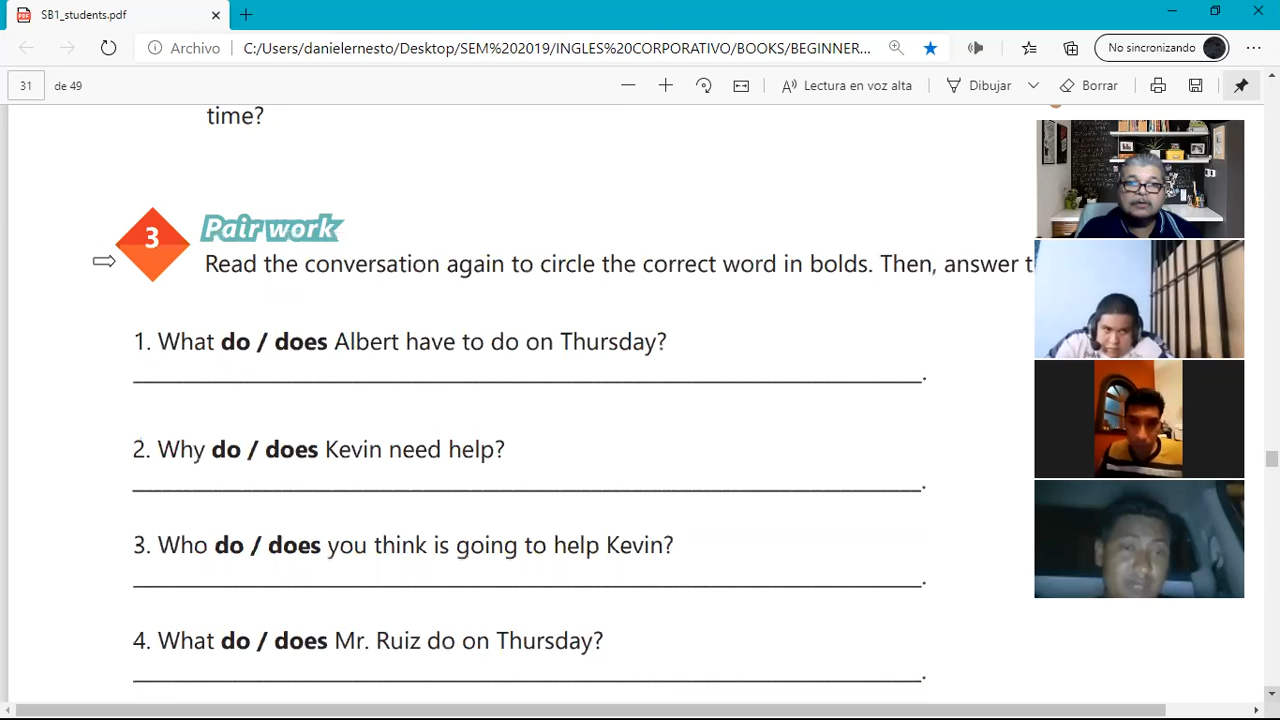 SB1_students.pdf
Archivo
C:/Users/danielernesto/Desktop/SEM%202019/INGLES%20CORPORATIVO/BOOKS/BEGINNER...
No sincronizando
31
de 49
Lectura en voz alta
Dibujar
Borrar
time?
3
Pair work
Read the conversation again to circle the correct word in bolds. Then, answer t
1. What do / does Albert have to do on Thursday?
2. Why do / does Kevin need help?
3. Who do / does you think is going to help Kevin?
4. What do / does Mr. Ruiz do on Thursday?